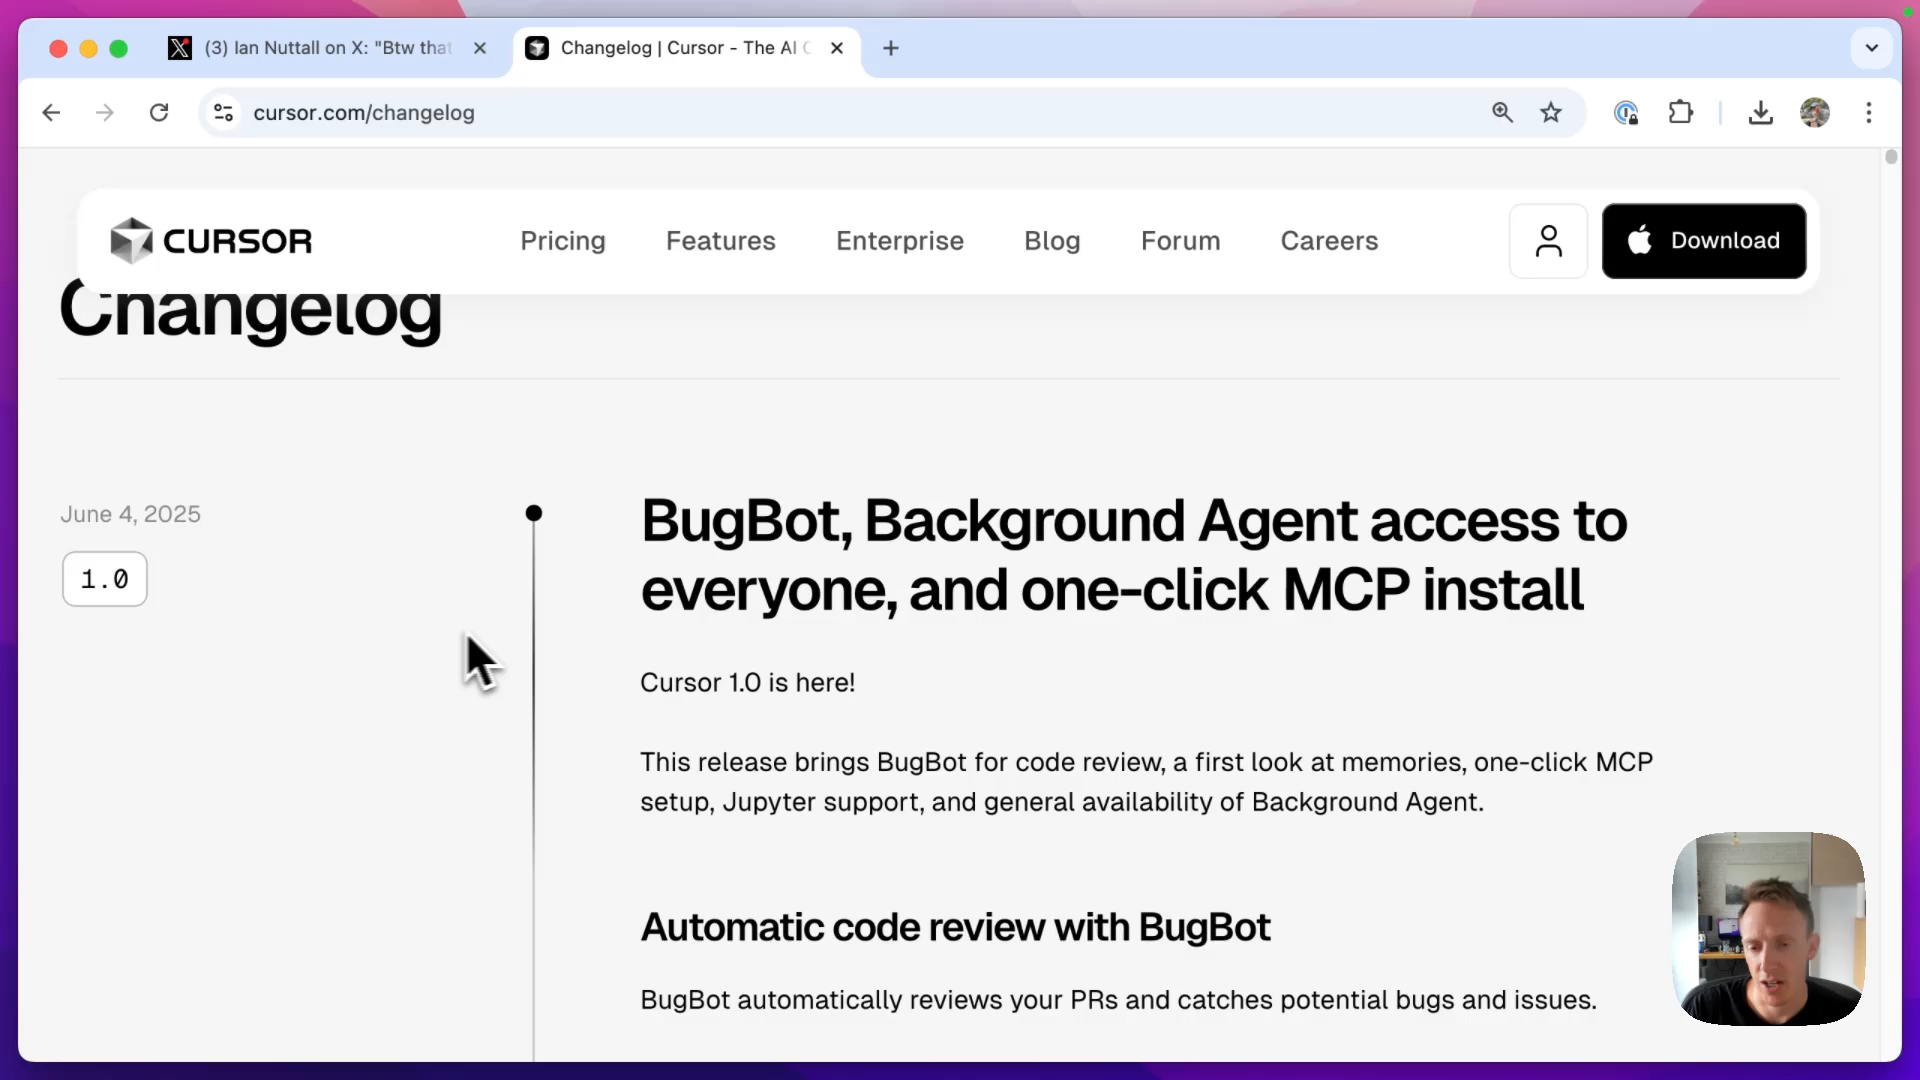 (3) Ian Nuttall on X: "Btw that
Changelog | Cursor - The AI C
cursor.com/changelog
CURSOR
Pricing
Features
Enterprise
Blog
Forum
Careers
Download
Changelog
June 4, 2025
1.0
BugBot, Background Agent access to
everyone, and one-click MCP install
Cursor 1.0 is here!
This release brings BugBot for code review, a first look at memories, one-click MCP
setup, Jupyter support, and general availability of Background Agent.
Automatic code review with BugBot
BugBot automatically reviews your PRs and catches potential bugs and issues.